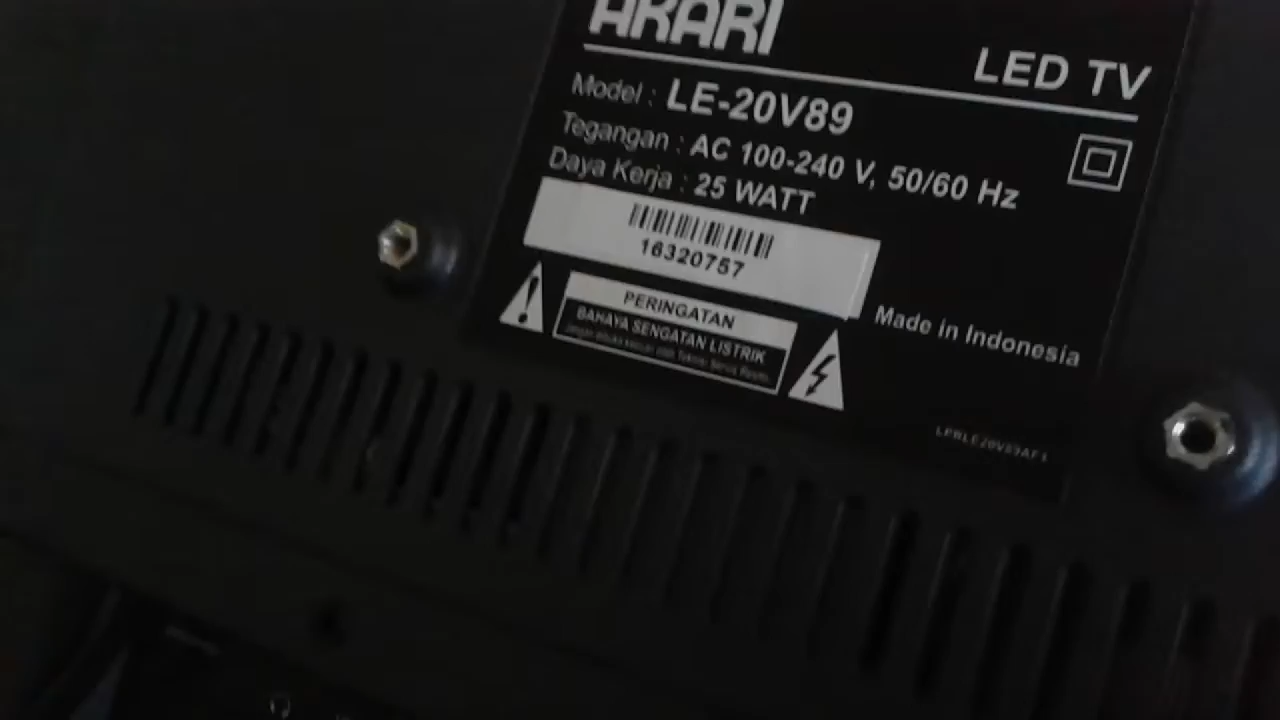 AKARI
LED TV
Model : LE-20V89
Tegangan : AC 100-240 V, 50/60 Hz
Daya Kerja : 25 WATT
16320757
PERINGATAN
BAHAYA SENGATAN LISTRIK
Made in Indonesia